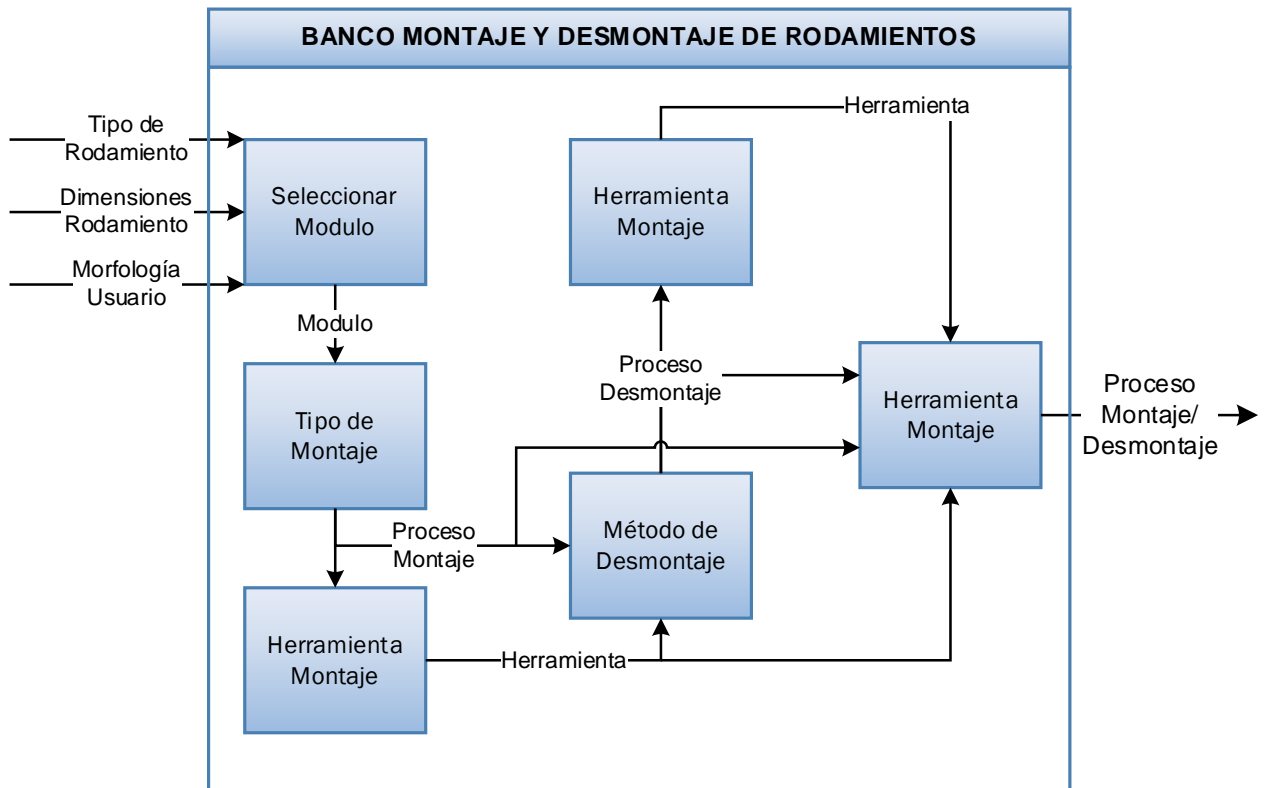 BANCO MONTAJE Y DESMONTAJE DE RODAMIENTOS
Tipo de
Rodamiento
Dimensiones
Rodamiento
Morfología
Usuario
Seleccionar
Modulo
Modulo
Tipo de
Montaje
Proceso
Montaje
Herramienta
Montaje
Herramienta
Método de
Desmontaje
Proceso
Desmontaje
Herramienta
Montaje
Herramienta
Herramienta
Montaje
Proceso
Montaje/
Desmontaje